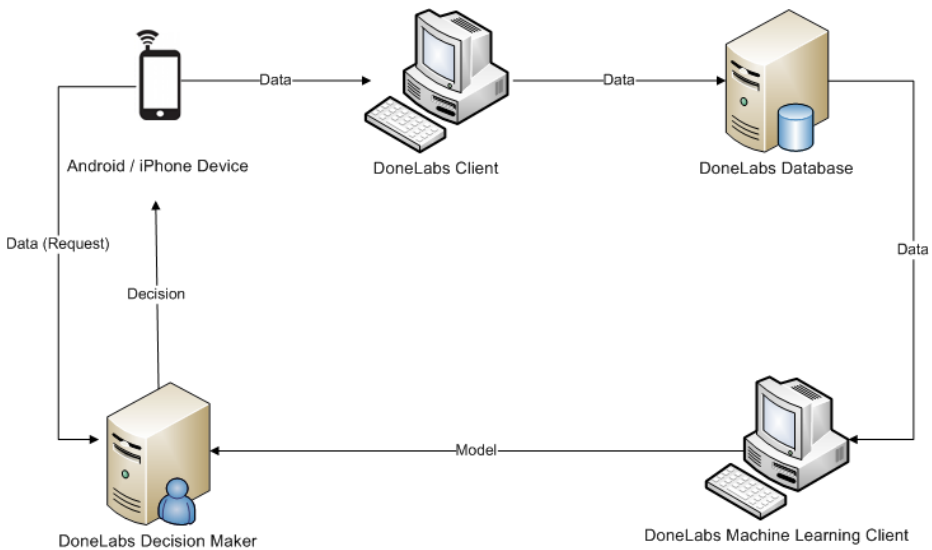 Data
Data
Android / iPhone Device
DoneLabs Client
DoneLabs Database
Data (Request)
Data
Decision
Model
DoneLabs Decision Maker
DoneLabs Machine Learning Client